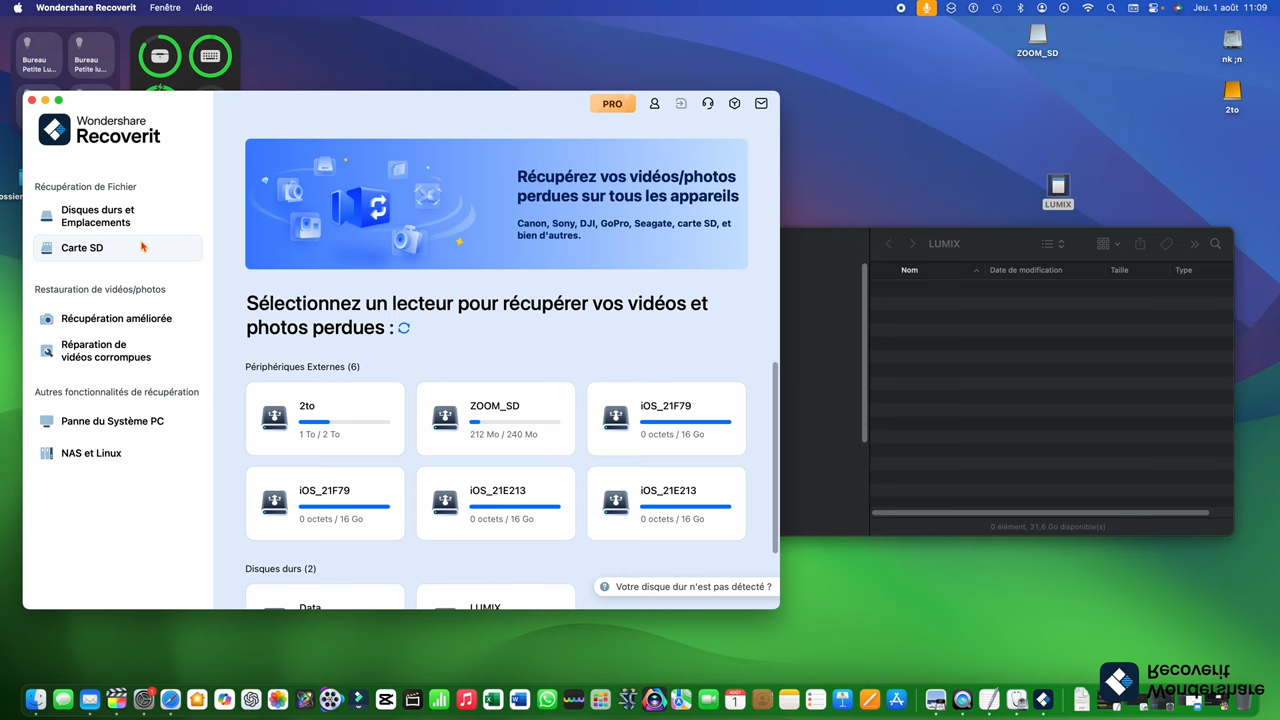 Wondershare Recoverit Fenêtre Aide
Jeu. 1 août 11:09
Bureau
Petite Lu...
Bureau
Petite lu...
ZOOM_SD
nk ;n
2to
LUMIX
ossier
Wondershare
Recoverit
Récupération de Fichier
Disques durs et
Emplacements
Carte SD
Restauration de vidéos/photos
Récupération améliorée
Réparation de
vidéos corrompues
Autres fonctionnalités de récupération
Panne du Système PC
NAS et Linux
PRO
Récupérez vos vidéos/photos
perdues sur tous les appareils
Canon, Sony, DJI, GoPro, Seagate, carte SD, et
bien d'autres.
Sélectionnez un lecteur pour récupérer vos vidéos et
photos perdues :
Périphériques Externes (6)
2to
1 To / 2 To
ZOOM_SD
212 Mo / 240 Mo
iOS_21F79
0 octets / 16 Go
iOS_21F79
0 octets / 16 Go
iOS_21E213
0 octets / 16 Go
iOS_21E213
0 octets / 16 Go
Disques durs (2)
Data
LUMIX
Votre disque dur n'est pas détecté ?
LUMIX
Nom
Date de modification
Taille
Type
0 élément, 31,6 Go disponible(s)
AOÛT
1
Recoverit
Wondershare